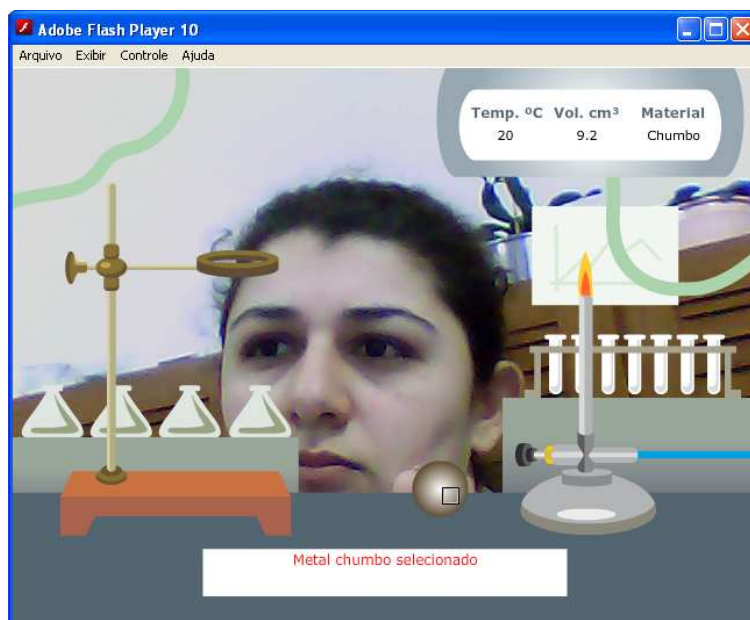 Adobe Flash Player 10
Arquivo Exibir Controle Ajuda
Temp. ºC Vol. cm³ Material
20 9.2 Chumbo
Metal chumbo selecionado